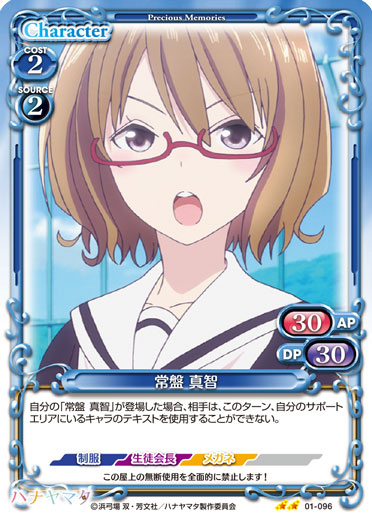 Precious Memories
Character
COST
2
SOURCE
2
30 AP
DP 30
常盤 真智
自分の「常盤 真智」が登場した場合、相手は、このターン、自分のサポート
エリアにいるキャラのテキストを使用することができない。
制服 生徒会長 メガネ
この屋上の無断使用を全面的に禁止します!
ハナヤマタ
©浜弓場 双・芳文社/ハナヤマタ製作委員会
★★ 01-096